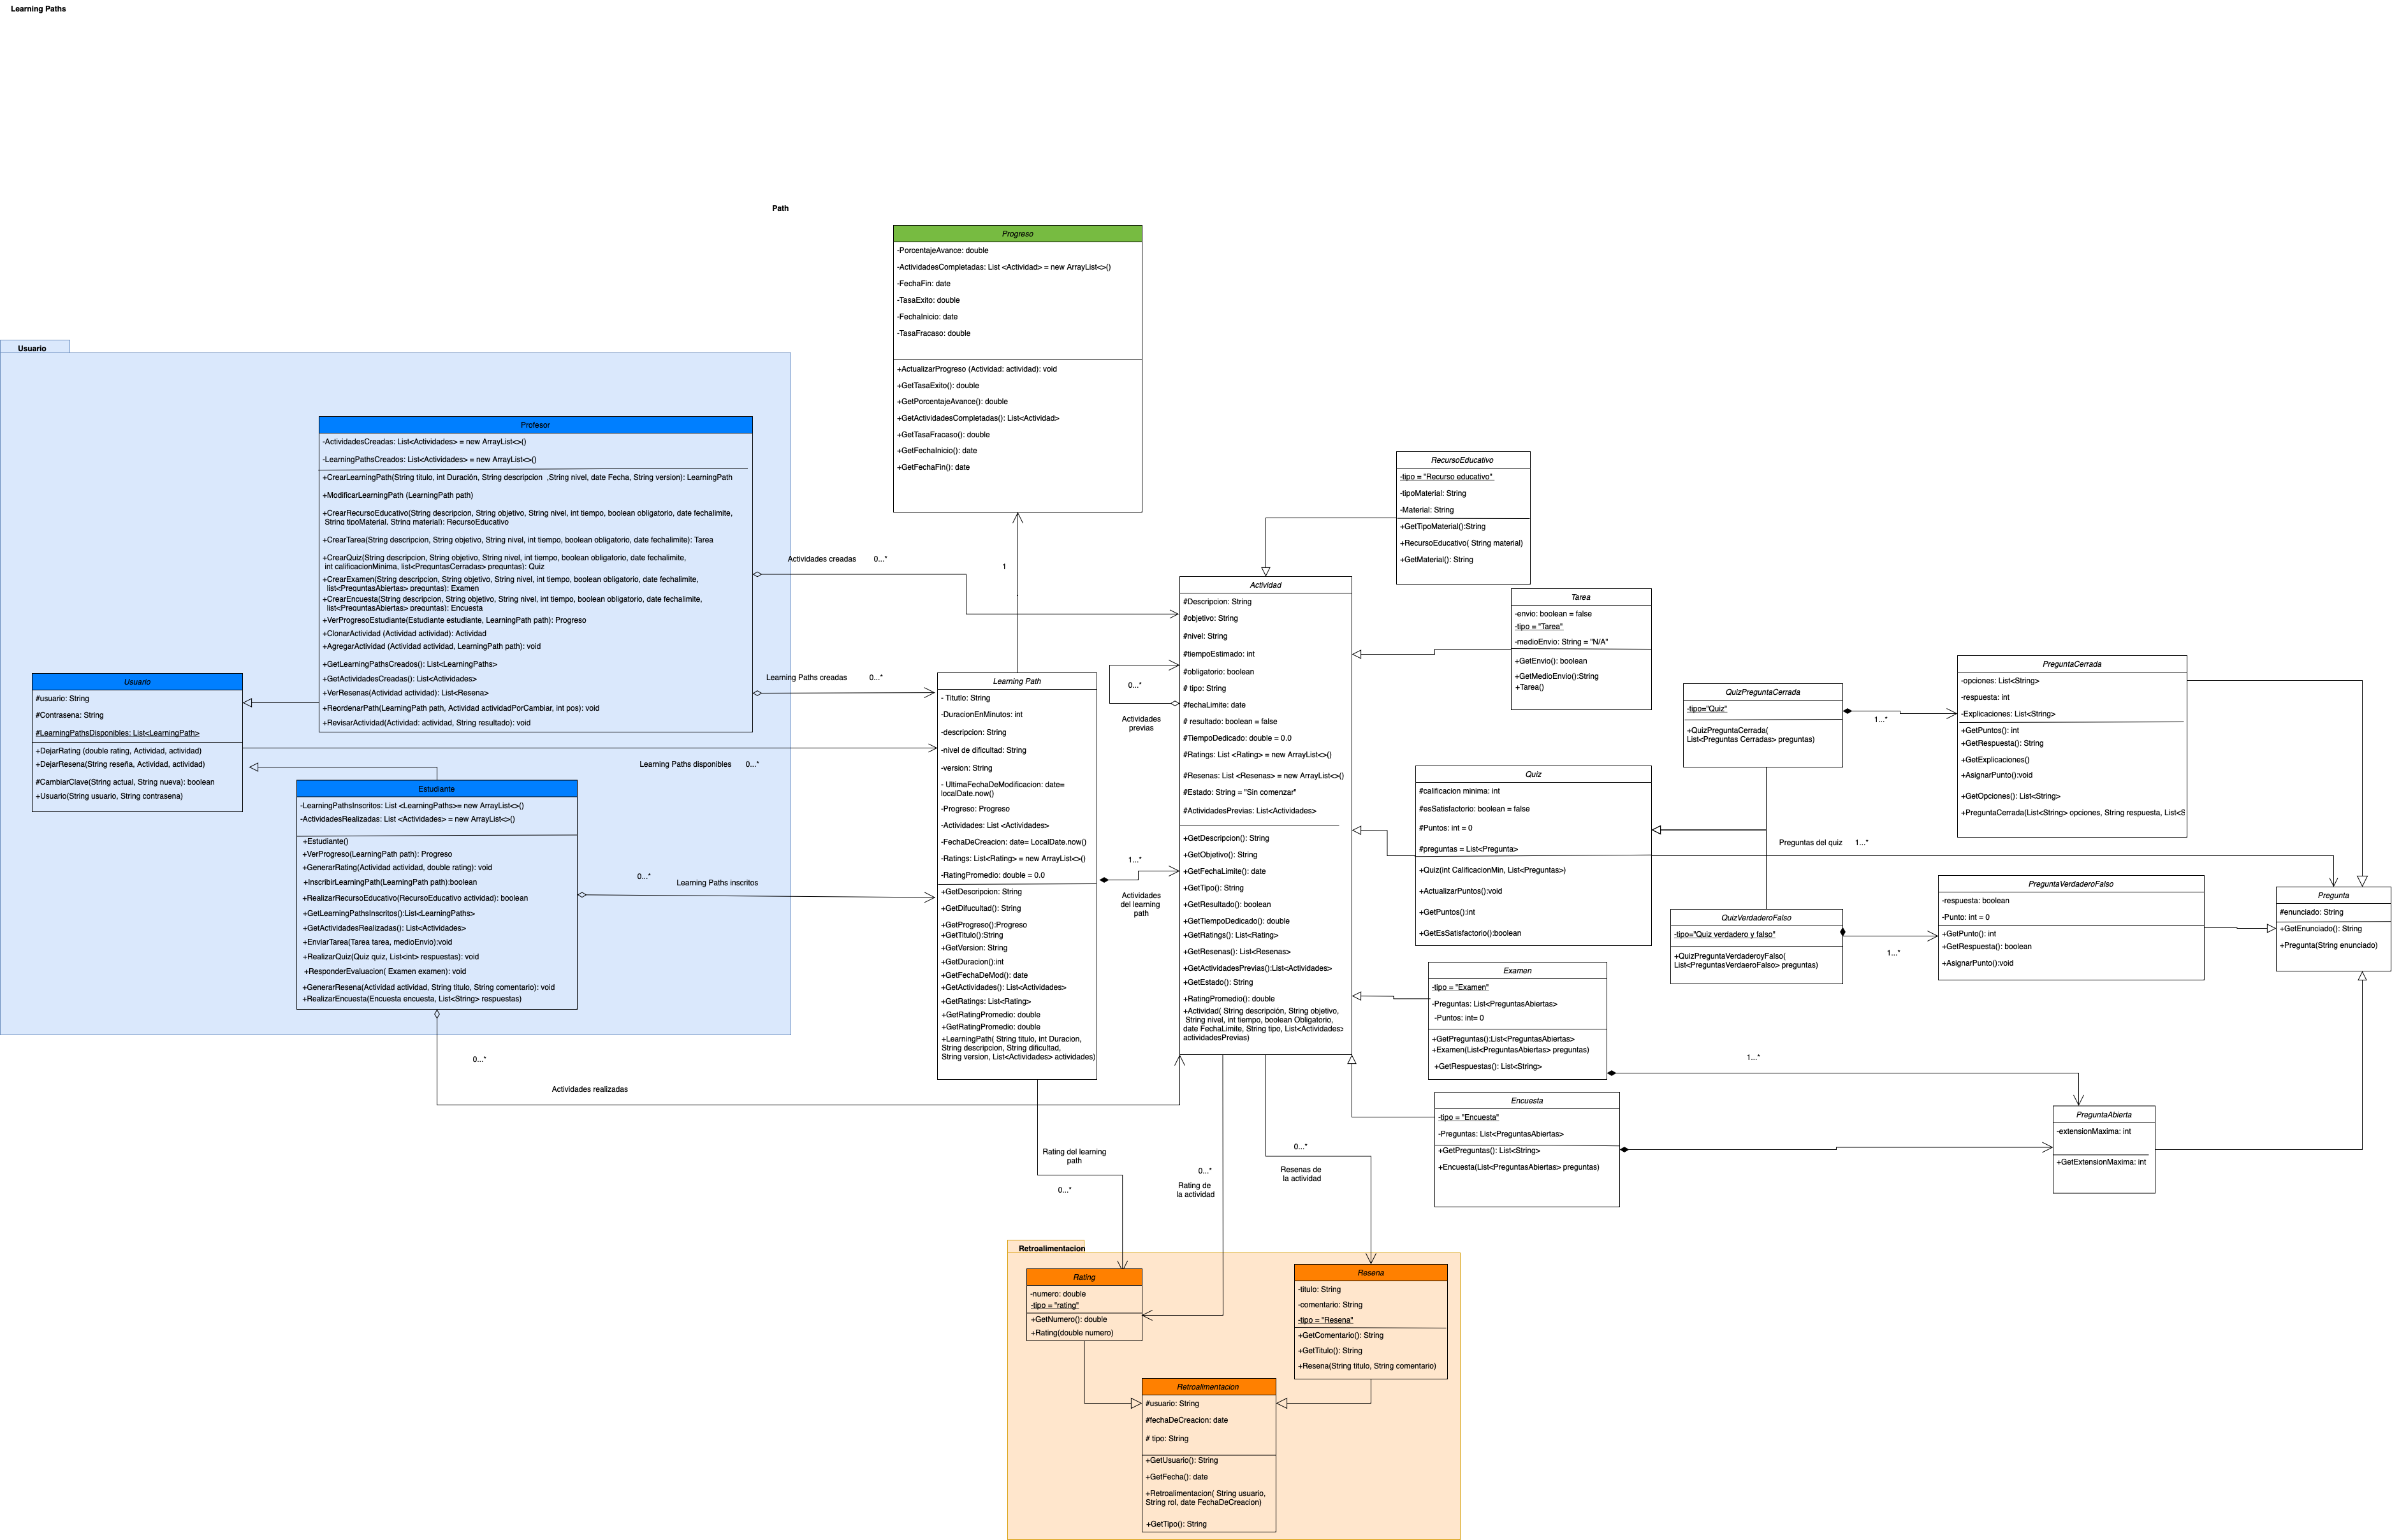 Learning Paths
Path
Progreso
-PorcentajeAvance: double
-ActividadesCompletadas: List <Actividad> = new ArrayList<>()
-FechaFin: date
-TasaExito: double
-FechaInicio: date
-TasaFracaso: double
+ActualizarProgreso (Actividad: actividad): void
+GetTasaExito(): double
+GetPorcentajeAvance(): double
+GetActividadesCompletadas(): List<Actividad>
+GetTasaFracaso(): double
+GetFechaInicio(): date
+GetFechaFin(): date
Usuario
Profesor
-ActividadesCreadas: List<Actividades> = new ArrayList<>()
-LearningPathsCreados: List<Actividades> = new ArrayList<>()
+CrearLearningPath(String titulo, int Duración, String descripcion ,String nivel, date Fecha, String version): LearningPath
+ModificarLearningPath (LearningPath path)
+CrearRecursoEducativo(String descripcion, String objetivo, String nivel, int tiempo, boolean obligatorio, date fechalimite,
String tipoMaterial, String material): RecursoEducativo
+CrearTarea(String descripcion, String objetivo, String nivel, int tiempo, boolean obligatorio, date fechalimite): Tarea
+CrearQuiz(String descripcion, String objetivo, String nivel, int tiempo, boolean obligatorio, date fechalimite,
int calificacionMinima, list<PreguntasCerradas> preguntas): Quiz
+CrearExamen(String descripcion, String objetivo, String nivel, int tiempo, boolean obligatorio, date fechalimite,
list<PreguntasAbiertas> preguntas): Examen
+CrearEncuesta(String descripcion, String objetivo, String nivel, int tiempo, boolean obligatorio, date fechalimite,
list<PreguntasAbiertas> preguntas): Encuesta
+VerProgresoEstudiante(Estudiante estudiante, LearningPath path): Progreso
+ClonarActividad (Actividad actividad): Actividad
+AgregarActividad (Actividad actividad, LearningPath path): void
+GetLearningPathsCreados(): List<LearningPaths>
+GetActividadesCreadas(): List<Actividades>
+VerResenas(Actividad actividad): List<Resena>
+ReordenarPath(LearningPath path, Actividad actividadPorCambiar, int pos): void
+RevisarActividad(Actividad: actividad, String resultado): void
Usuario
#usuario: String
#Contrasena: String
#LearningPathsDisponibles: List<LearningPath>
+DejarRating (double rating, Actividad, actividad)
+DejarResena(String reseña, Actividad, actividad)
#CambiarClave(String actual, String nueva): boolean
+Usuario(String usuario, String contrasena)
Estudiante
-LearningPathsInscritos: List <LearningPaths>= new ArrayList<>()
-ActividadesRealizadas: List <Actividades> = new ArrayList<>()
+Estudiante()
+VerProgreso(LearningPath path): Progreso
+GenerarRating(Actividad actividad, double rating): void
+InscribirLearningPath(LearningPath path):boolean
+RealizarRecursoEducativo(RecursoEducativo actividad): boolean
+GetLearningPathsInscritos():List<LearningPaths>
+GetActividadesRealizadas(): List<Actividades>
+EnviarTarea(Tarea tarea, medioEnvio):void
+RealizarQuiz(Quiz quiz, List<int> respuestas): void
+ResponderEvaluacion( Examen examen): void
+GenerarResena(Actividad actividad, String titulo, String comentario): void
+RealizarEncuesta(Encuesta encuesta, List<String> respuestas)
Actividades creadas 0...*
1
Learning Paths creadas 0...*
Learning Paths disponibles 0...*
0...*
Learning Paths inscritos
0...*
Actividades realizadas
Learning Path
- Titutlo: String
-DuracionEnMinutos: int
-descripcion: String
-nivel de dificultad: String
-version: String
- UltimaFechaDeModificacion: date=
localDate.now()
-Progreso: Progreso
-Actividades: List <Actividades>
-FechaDeCreacion: date= LocalDate.now()
-Ratings: List<Rating> = new ArrayList<>()
-RatingPromedio: double = 0.0
+GetDescripcion: String
+GetDifucultad(): String
+GetProgreso():Progreso
+GetTitulo():String
+GetVersion: String
+GetDuracion():int
+GetFechaDeMod(): date
+GetActividades(): List<Actividades>
+GetRatings: List<Rating>
+GetRatingPromedio: double
+GetRatingPromedio: double
+LearningPath( String titulo, int Duracion,
String descripcion, String dificultad,
String version, List<Actividades> actividades)
0...*
Actividades
previas
1...*
Actividades
del learning
path
Actividad
#Descripcion: String
#objetivo: String
#nivel: String
#tiempoEstimado: int
#obligatorio: boolean
# tipo: String
#fechaLimite: date
# resultado: boolean = false
#TiempoDedicado: double = 0.0
#Ratings: List <Rating> = new ArrayList<>()
#Resenas: List <Resenas> = new ArrayList<>()
#Estado: String = "Sin comenzar"
#ActividadesPrevias: List<Actividades>
+GetDescripcion(): String
+GetObjetivo(): String
+GetFechaLimite(): date
+GetTipo(): String
+GetResultado(): boolean
+GetTiempoDedicado(): double
+GetRatings(): List<Rating>
+GetResenas(): List<Resenas>
+GetActividadesPrevias():List<Actividades>
+GetEstado(): String
+RatingPromedio(): double
+Actividad( String descripción, String objetivo,
String nivel, int tiempo, boolean Obligatorio,
date FechaLimite, String tipo, List<Actividades>
actividadesPrevias)
RecursoEducativo
-tipo = "Recurso educativo"
-tipoMaterial: String
-Material: String
+GetTipoMaterial():String
+RecursoEducativo( String material)
+GetMaterial(): String
Tarea
-envio: boolean = false
-tipo = "Tarea"
-medioEnvio: String = "N/A"
+GetEnvio(): boolean
+GetMedioEnvio():String
+Tarea()
Quiz
#calificacion minima: int
#esSatisfactorio: boolean = false
#Puntos: int = 0
#preguntas = List<Pregunta>
+Quiz(int CalificacionMin, List<Preguntas>)
+ActualizarPuntos():void
+GetPuntos():int
+GetEsSatisfactorio():boolean
QuizPreguntaCerrada
-tipo="Quiz"
+QuizPreguntaCerrada(
List<Preguntas Cerradas> preguntas)
1...*
PreguntaCerrada
-opciones: List<String>
-respuesta: int
-Explicaciones: List<String>
+GetPuntos(): int
+GetRespuesta(): String
+GetExplicaciones()
+AsignarPunto():void
+GetOpciones(): List<String>
+PreguntaCerrada(List<String> opciones, String respuesta, List<S
Preguntas del quiz 1...*
QuizVerdaderoFalso
-tipo="Quiz verdadero y falso"
+QuizPreguntaVerdaderoyFalso(
List<PreguntasVerdaeroFalso> preguntas)
1...*
PreguntaVerdaderoFalso
-respuesta: boolean
-Punto: int = 0
+GetPunto(): int
+GetRespuesta(): boolean
+AsignarPunto():void
Pregunta
#enunciado: String
+GetEnunciado(): String
+Pregunta(String enunciado)
Examen
-tipo = "Examen"
-Preguntas: List<PreguntasAbiertas>
-Puntos: int= 0
+GetPreguntas():List<PreguntasAbiertas>
+Examen(List<PreguntasAbiertas> preguntas)
+GetRespuestas(): List<String>
1...*
Encuesta
-tipo = "Encuesta"
-Preguntas: List<PreguntasAbiertas>
+GetPreguntas(): List<String>
+Encuesta(List<PreguntasAbiertas> preguntas)
PreguntaAbierta
-extensionMaxima: int
+GetExtensionMaxima: int
Rating del learning
path
0...*
0...*
Rating de
la actividad
0...*
Resenas de
la actividad
Retroalimentacion
Rating
-numero: double
-tipo = "rating"
+GetNumero(): double
+Rating(double numero)
Resena
-titulo: String
-comentario: String
-tipo = "Resena"
+GetComentario(): String
+GetTitulo(): String
+Resena(String titulo, String comentario)
Retroalimentacion
#usuario: String
#fechaDeCreacion: date
# tipo: String
+GetUsuario(): String
+GetFecha(): date
+Retroalimentacion( String usuario,
String rol, date FechaDeCreacion)
+GetTipo(): String